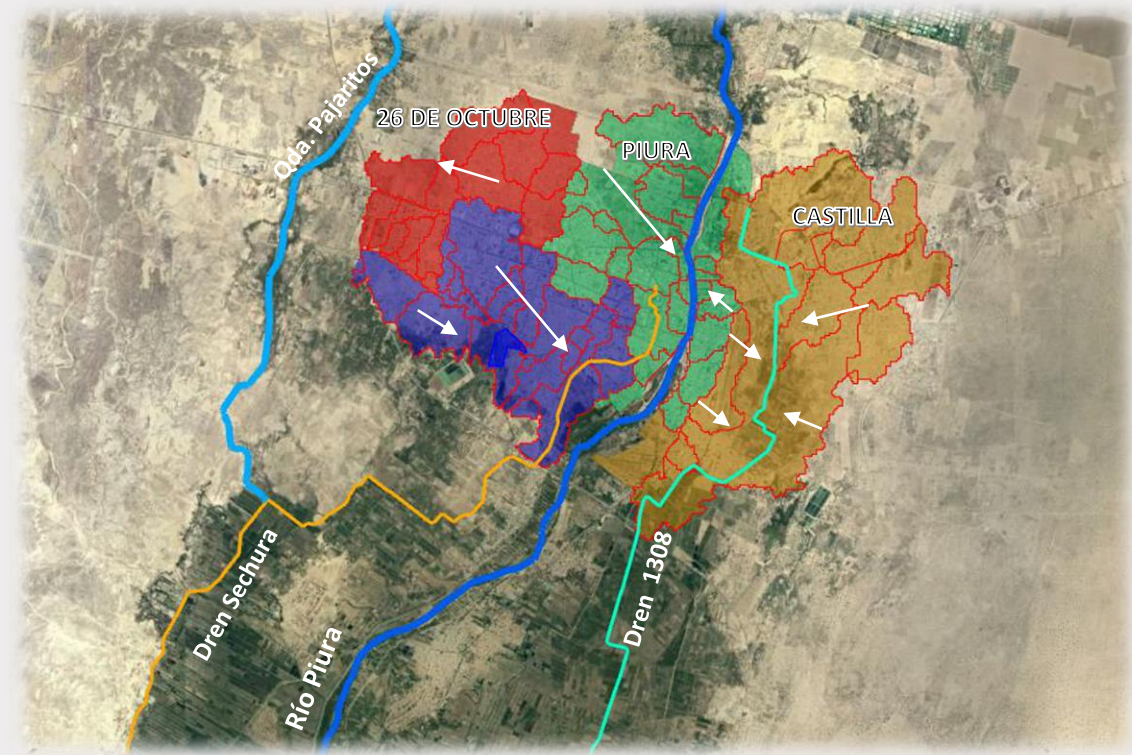 Qda. Pajaritos
26 DE OCTUBRE
PIURA
CASTILLA
Dren Sechura
Río Piura
Dren 1308